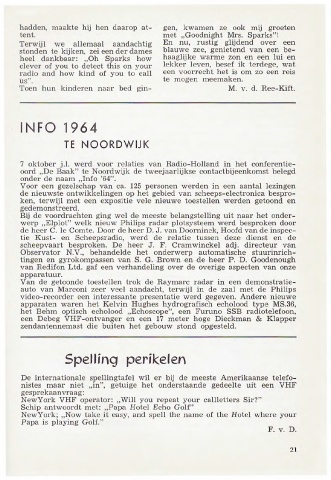 hadden, maakte hij hen daarop attent.
Terwijl we allemaal aandachtig
stonden te kijken, zei een der dames
heel dankbaar: „Oh Sparks how
clever of you to detect this on your
radio and how kind of you to call
us".
Toen hun kinderen naar bed gin-
gen, kwamen ze ook mij groeten
met „Goodnight Mrs. Sparks"!
En nu, rustig glijdend over een
blauwe zee, genietend van een be-
haaglijke warme zon en een lui en
lekker leven, besef ik terdege, wat
een voorrecht het is om zo een reis
te mogen meemaken.
M. v. d. Ree-Kift.
INFO 1964
TE NOORDWIJK
7 oktober j.l. werd voor relaties van Radio-Holland in het conferentie-
oord „De Baak" te Noordwijk de tweejaarlijkse contactbijeenkomst belegd
onder de naam „Info '64".
Voor een gezelschap van ca. 125 personen werden in een aantal lezingen
de nieuwste ontwikkelingen op het gebied van scheeps-electronica bespro-
ken, terwijl met een expositie vele nieuwe toestellen werden getoond en
gedemonstreerd.
Bij de voordrachten ging wel de meeste belangstelling uit naar het onder-
werp „Elplot" welk nieuw Philips radar plotsysteem werd besproken door
de heer C. le Comte. Door de heer D. J. van Doorninck, Hoofd van de inspec-
tie Kust- en Scheepsradio, werd de relatie tussen deze dienst en de
scheepvaart besproken. De heer J. F. Cramwinckel adj. directeur van
Observator N.V., behandelde het onderwerp automatische stuurinrich-
tingen en gyrokompassen van S. G. Brown en de heer P. D. Goodenough
van Redifon Ltd. gaf een verhandeling over de overige aspecten van onze
apparatuur.
Van de getoonde toestellen trok de Raymarc radar in een demonstratie-
auto van Marconi zeer veel aandacht, terwijl in de zaal met de Philips
video-recorder een interessante presentatie werd gegeven. Andere nieuwe
apparaten waren het Kelvin Hughes hydrografisch echolood type MS.36,
het Behm optisch echolood „Echoscope", een Furuno SSB radiotelefoon,
een Debeg VHF-ontvanger en een 17 meter hoge Dieckman & Klapper
zendantennemast die buiten het gebouw stond opgesteld.
Spelling perikelen
De internationale spellingtafel wil er bij de meeste Amerikaanse telefo-
nistes maar niet „in", getuige het onderstaande gedeelte uit een VHF
gespreksaanvraag:
NewYork VHF operator: „Will you repeat your callletters Sir?"
Schip antwoordt met: „Papa Hotel Echo Golf"
NewYork: „Now take it easy, and spell the name of the Hotel where your
Papa is playing Golf."
F. v. D.
21